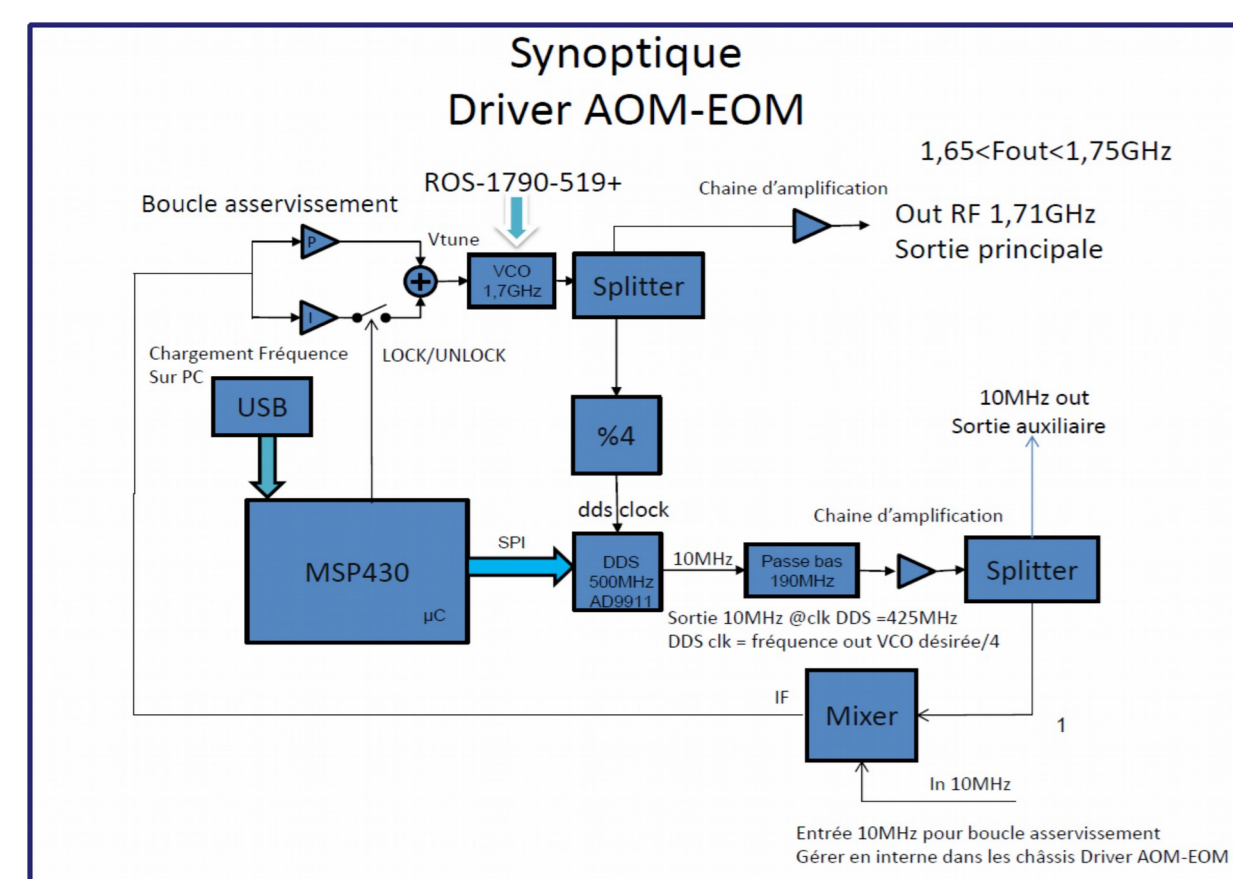 Synoptique
Driver AOM-EOM
1,65<Fout<1,75GHz
ROS-1790-519+
Chaine d’amplification
Boucle asservissement
Out RF 1,71GHz
Sortie principale
P
Vtune
VCO
1,7GHz
Splitter
I
Chargement Fréquence
Sur PC
LOCK/UNLOCK
USB
%4
10MHz out
Sortie auxiliaire
dds clock
Chaine d’amplification
MSP430
µC
SPI
DDS
500MHz
AD9911
10MHz
Passe bas
190MHz
Splitter
Sortie 10MHz @clk DDS =425MHz
DDS clk = fréquence out VCO désirée/4
IF
Mixer
1
In 10MHz
Entrée 10MHz pour boucle asservissement
Gérer en interne dans les châssis Driver AOM-EOM